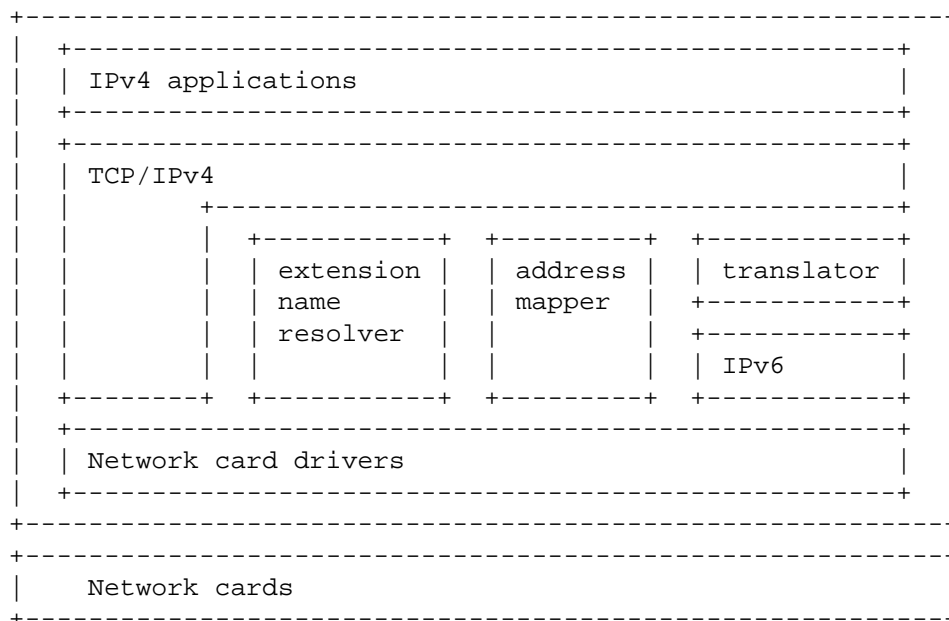 IPv4 applications
TCP/IPv4
extension address translator
name mapper
resolver
IPv6
Network card drivers
Network cards